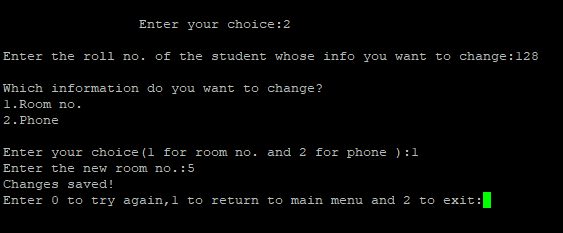 Enter your choice:2
Enter the roll no. of the student whose info you want to change:128
Which information do you want to change?
1.Room no.
2.Phone
Enter your choice(1 for room no. and 2 for phone ):1
Enter the new room no.:5
Changes saved!
Enter 0 to try again,1 to return to main menu and 2 to exit: